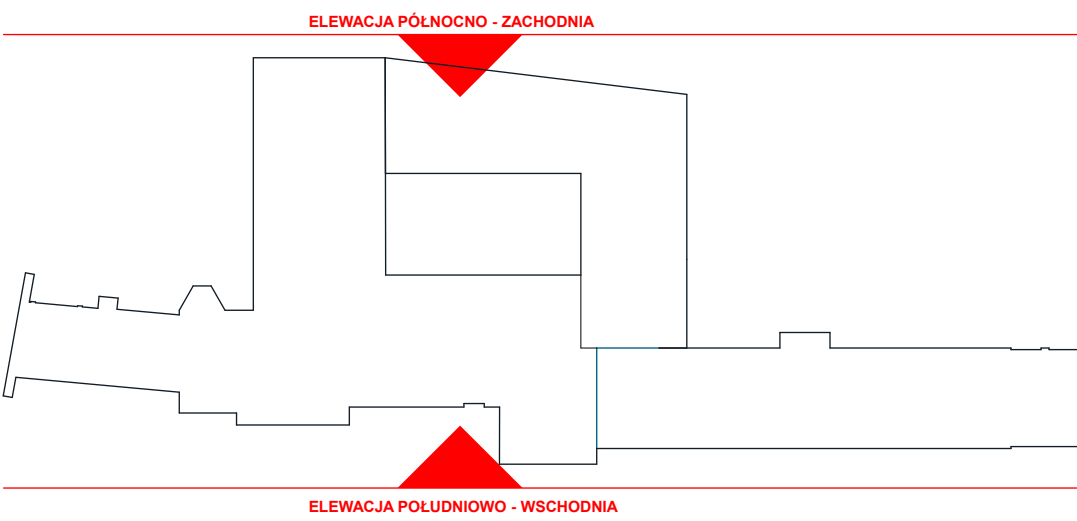 ELEWACJA PÓŁNOCNO - ZACHODNIA
ELEWACJA POŁUDNIOWO - WSCHODNIA